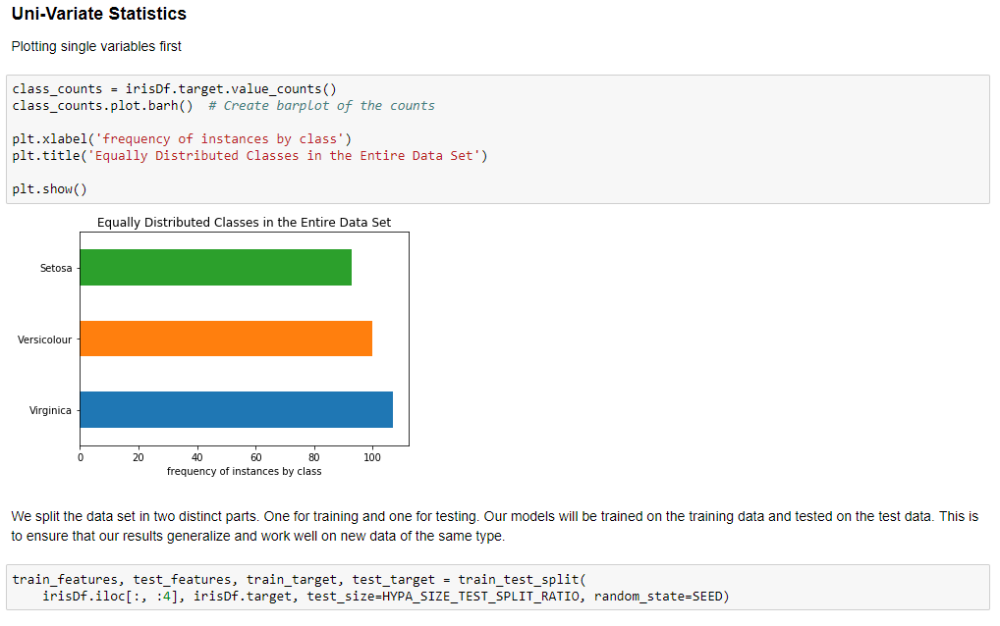 Uni-Variate Statistics
Plotting single variables first
class_counts = irisDf.target.value_counts()
class_counts.plot.barh()  # Create barplot of the counts
plt.xlabel('frequency of instances by class')
plt.title('Equally Distributed Classes in the Entire Data Set')
plt.show()
Equally Distributed Classes in the Entire Data Set
Setosa
Versicolour
Virginica
0 20 40 60 80 100
frequency of instances by class
We split the data set in two distinct parts. One for training and one for testing. Our models will be trained on the training data and tested on the test data. This is
to ensure that our results generalize and work well on new data of the same type.
train_features, test_features, train_target, test_target = train_test_split(
    irisDf.iloc[:, :4], irisDf.target, test_size=HYPA_SIZE_TEST_SPLIT_RATIO, random_state=SEED)